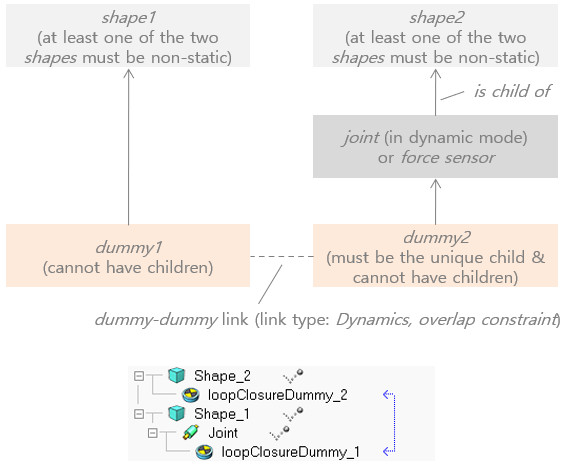 shape1
(at least one of the two
shapes must be non-static)
shape2
(at least one of the two
shapes must be non-static)
is child of
joint (in dynamic mode)
or force sensor
dummy1
(cannot have children)
dummy2
(must be the unique child &
cannot have children)
dummy-dummy link (link type: Dynamics, overlap constraint)
Shape_2
loopClosureDummy_2
Shape_1
Joint
loopClosureDummy_1